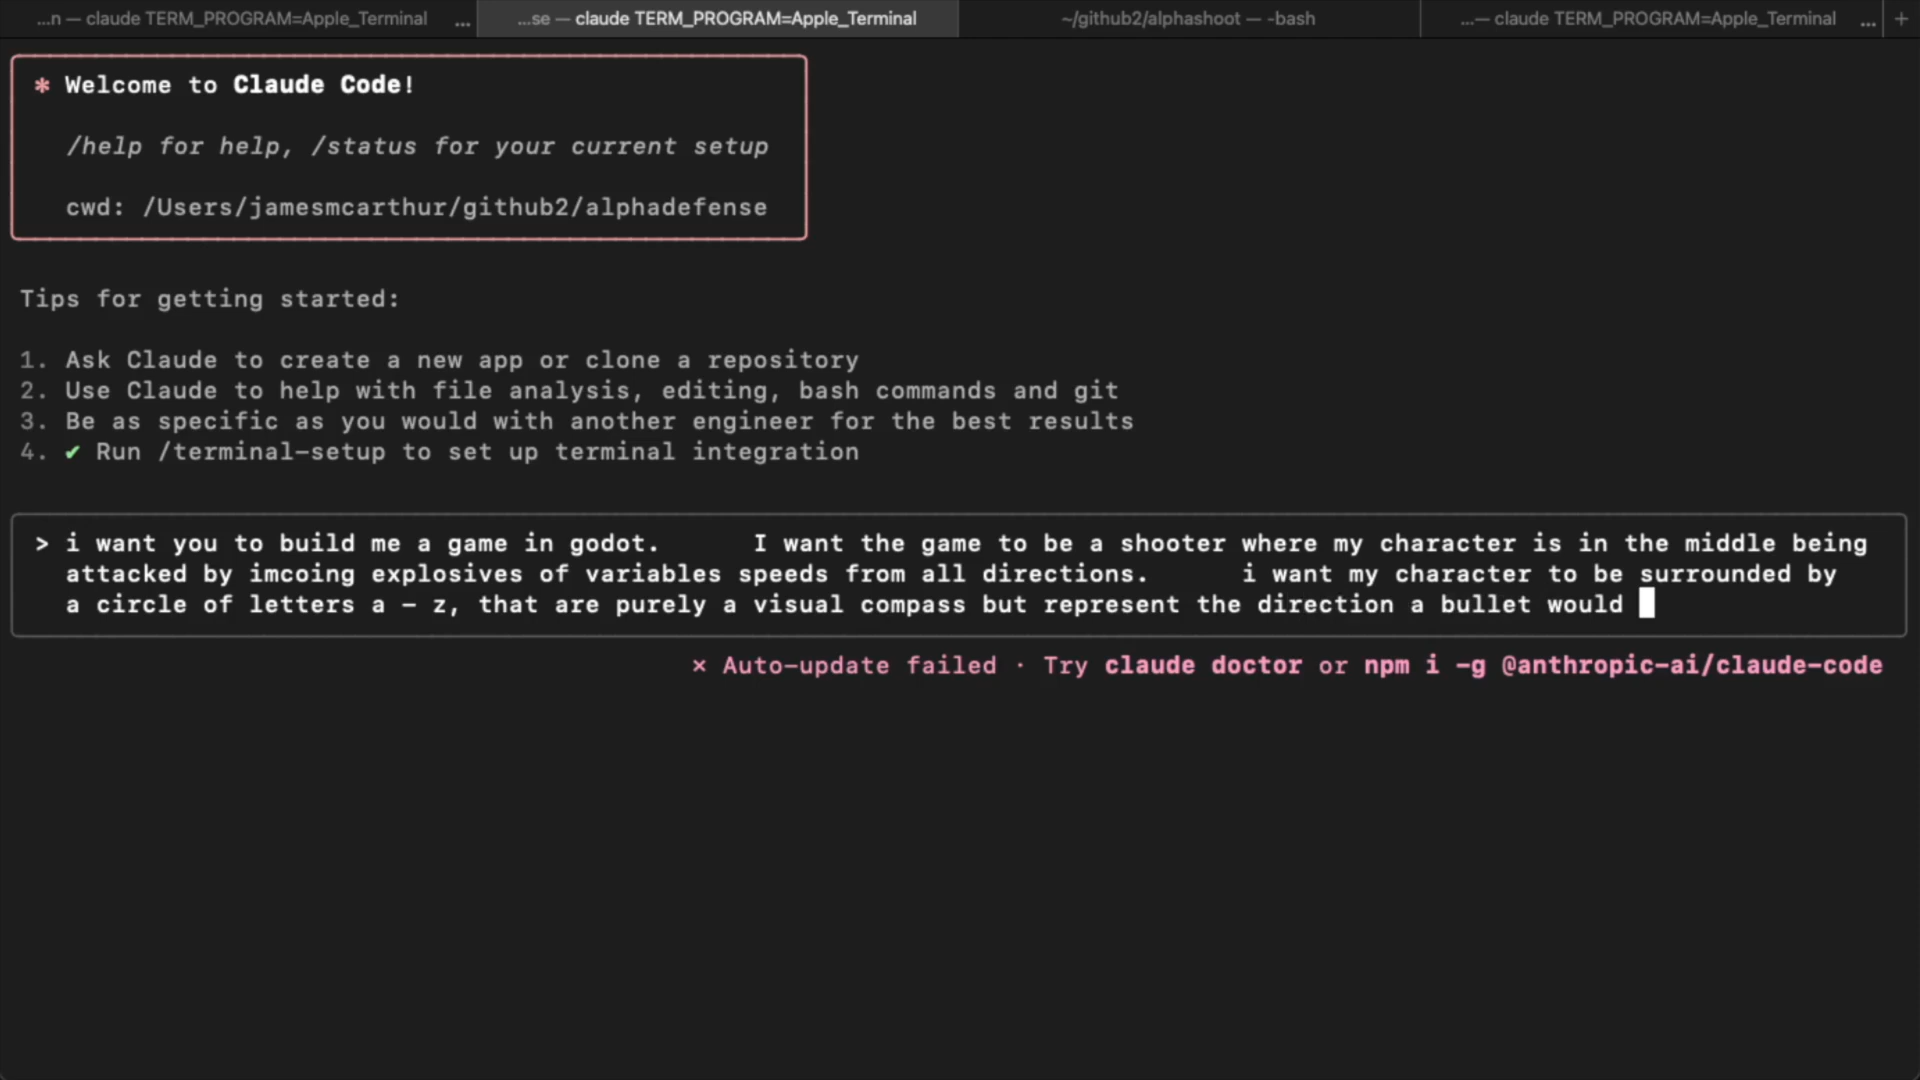 ...n — claude TERM_PROGRAM=Apple_Terminal ... ...se — claude TERM_PROGRAM=Apple_Terminal ~/github2/alphashoot — -bash ...— claude TERM_PROGRAM=Apple_Terminal ... +
* Welcome to Claude Code!
/help for help, /status for your current setup
cwd: /Users/jamesmcarthur/github2/alphadefense
Tips for getting started:
1. Ask Claude to create a new app or clone a repository
2. Use Claude to help with file analysis, editing, bash commands and git
3. Be as specific as you would with another engineer for the best results
4. ✔ Run /terminal-setup to set up terminal integration
> i want you to build me a game in godot. I want the game to be a shooter where my character is in the middle being
attacked by imcoing explosives of variables speeds from all directions. i want my character to be surrounded by
a circle of letters a - z, that are purely a visual compass but represent the direction a bullet would
× Auto-update failed · Try claude doctor or npm i -g @anthropic-ai/claude-code